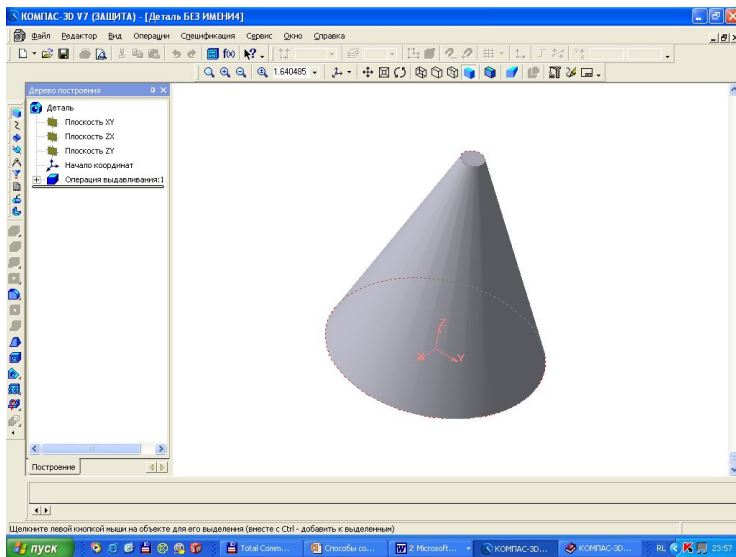 КОМПАС-3D V7 (ЗАЩИТА) - [Деталь БЕЗ ИМЕНИ4]
Файл Редактор Вид Операции Спецификация Сервис Окно Справка
1.640485
Дерево построения
Деталь
Плоскость XY
Плоскость ZX
Плоскость ZY
Начало координат
Операция выдавливания:1
Z
X Y
Построение
Щелкните левой кнопкой мыши на объекте для его выделения (вместе с Ctrl - добавить к выделенным)
пуск Total Comm... Способы со... 2 Microsoft... КОМПАС-3D... КОМПАС-3D... RL 23:57